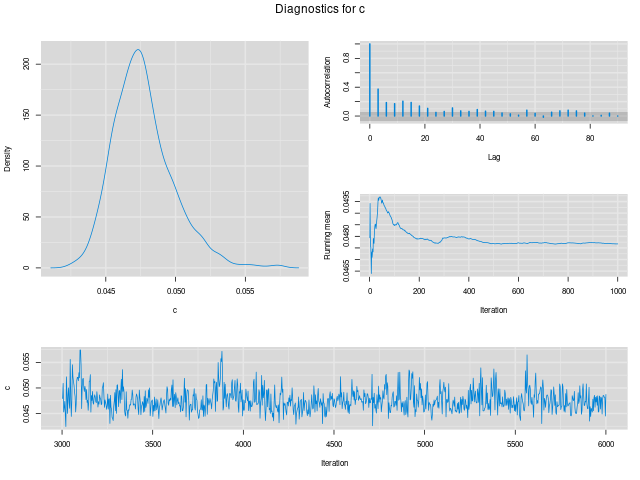 Diagnostics for c
Density
0 50 100 150 200
0.045 0.050 0.055
c
Autocorrelation
0.0 0.4 0.8
0 20 40 60 80
Lag
Running mean
0.0465 0.0480 0.0495
0 200 400 600 800 1000
Iteration
c
0.045 0.050 0.055
3000 3500 4000 4500 5000 5500 6000
Iteration